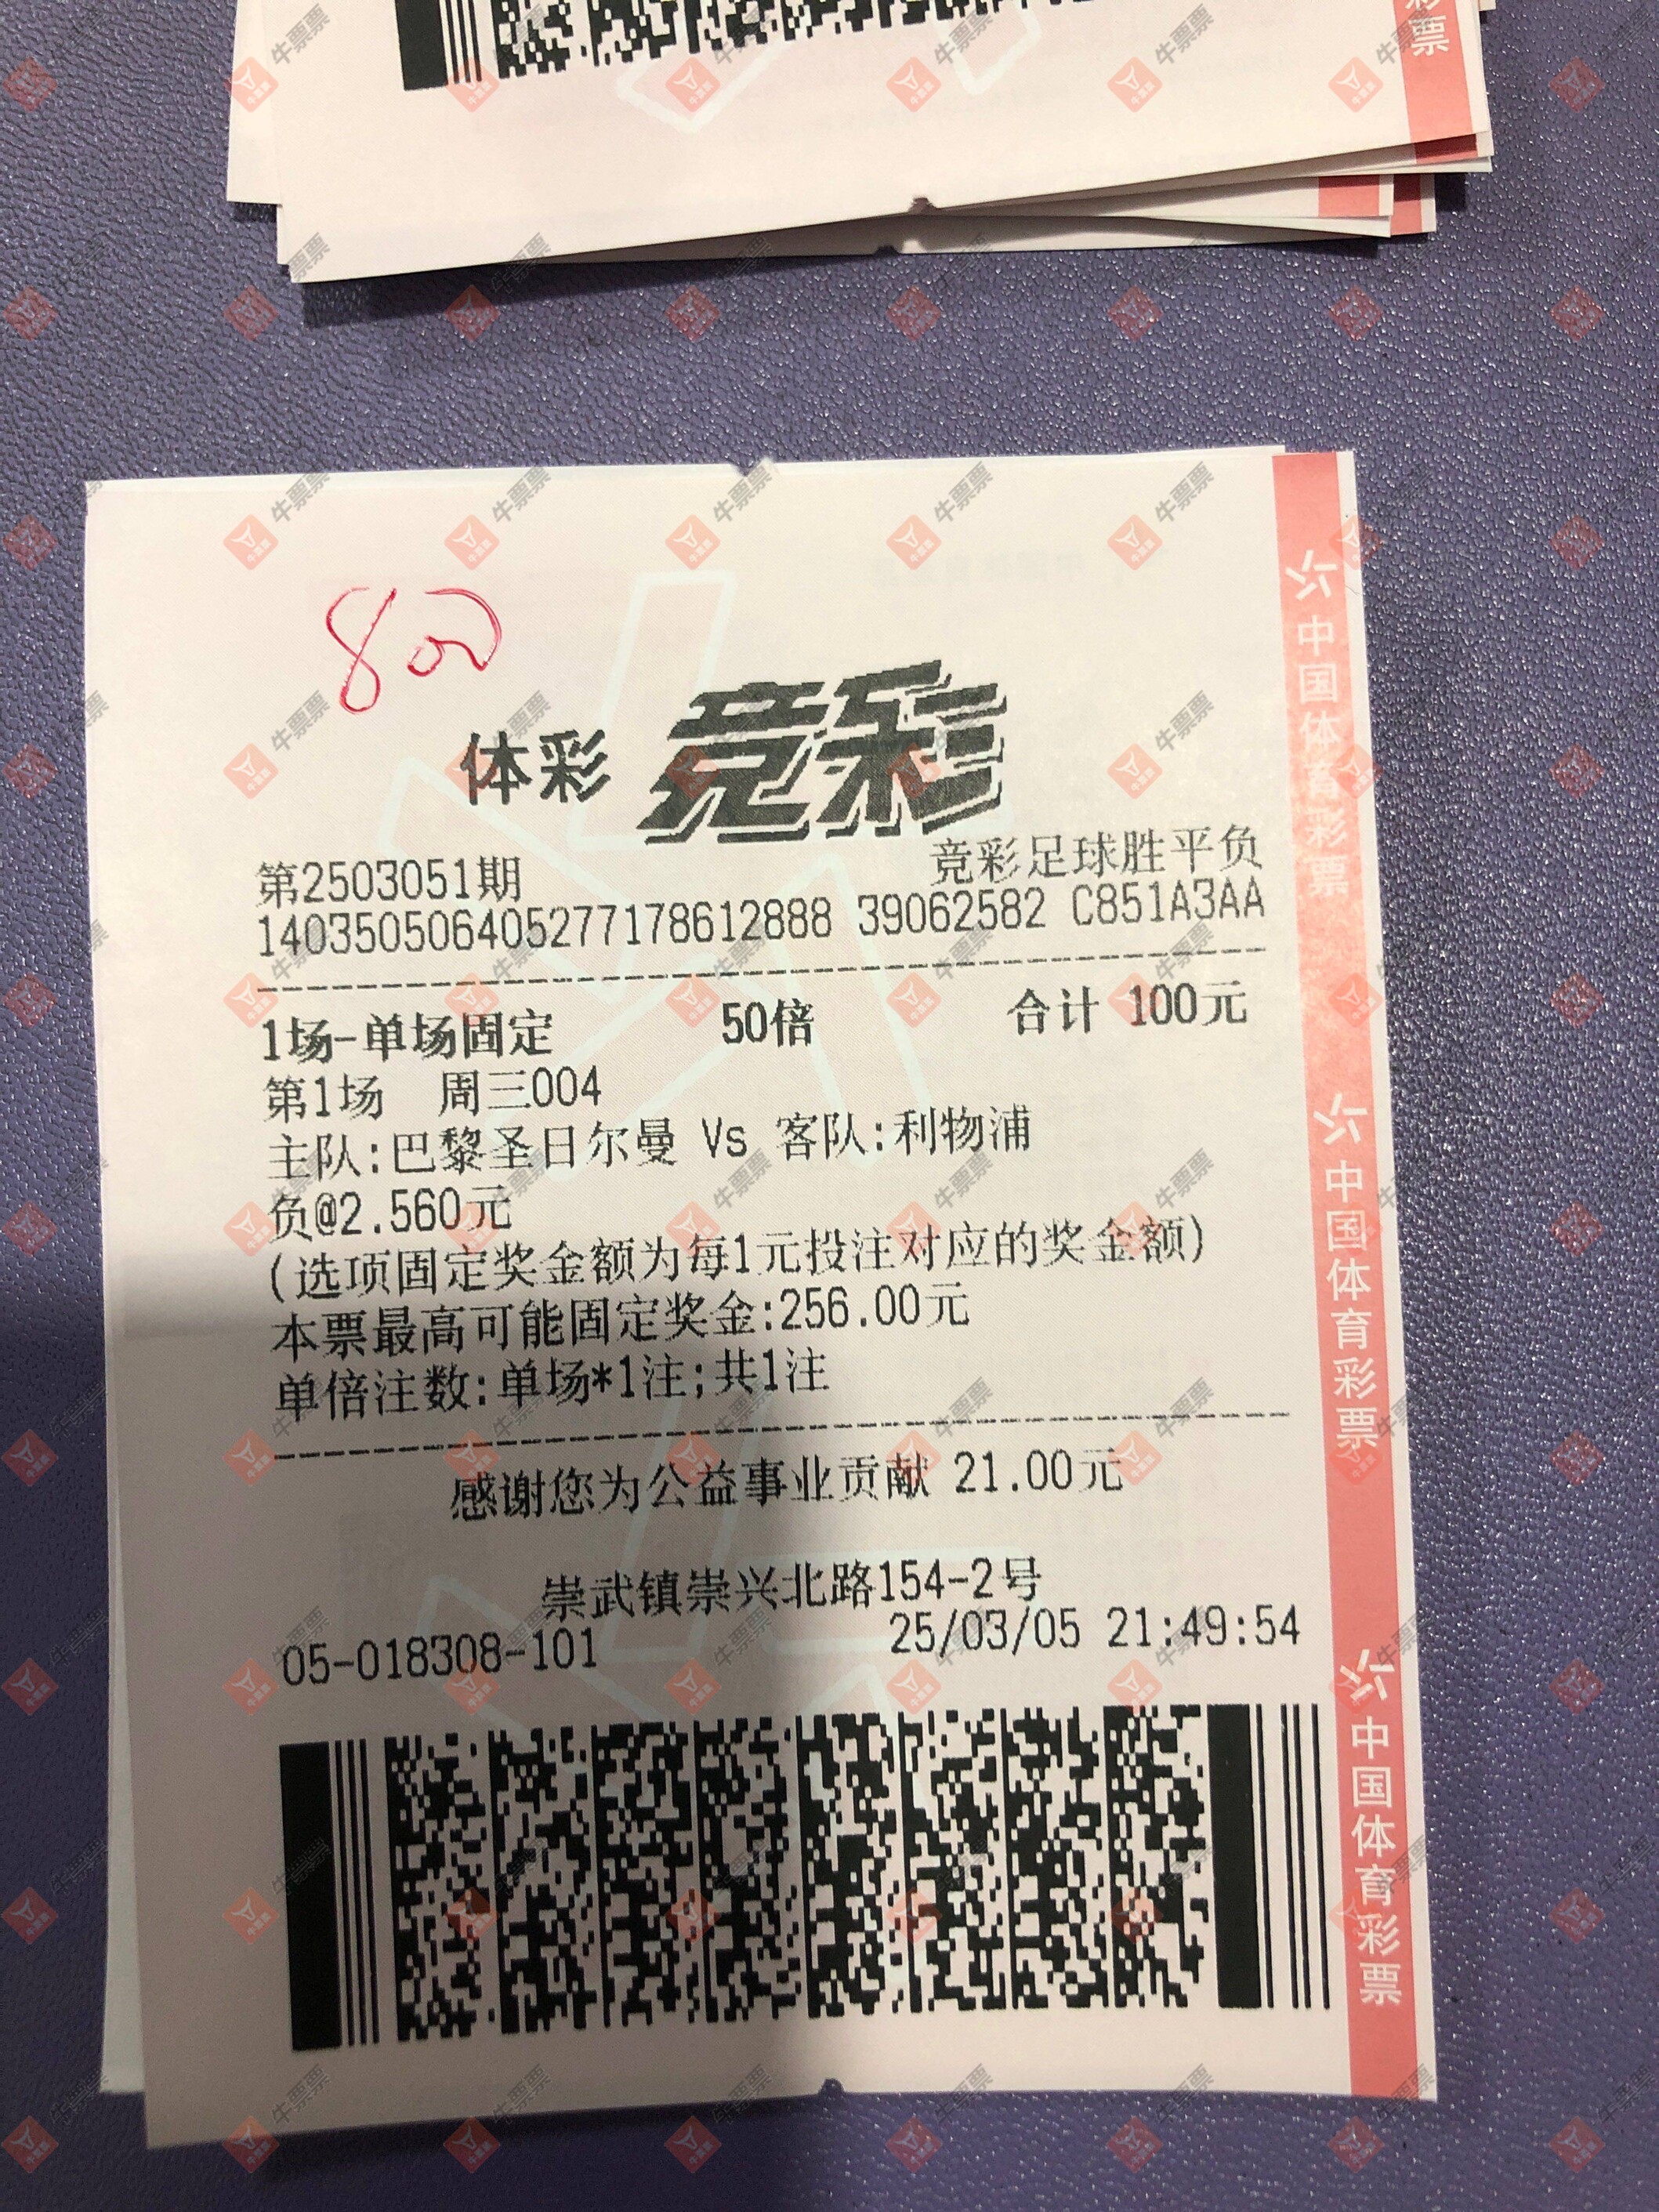 彩票
800
体彩 竞彩
第2503051期
竞彩足球胜平负
140350506405277178612888 39062582 C851A3AA
1场-单场固定 50倍 合计 100元
第1场 周三004
主队:巴黎圣日尔曼 Vs 客队:利物浦
负@2.560元
(选项固定奖金额为每1元投注对应的奖金额)
本票最高可能固定奖金:256.00元
单倍注数:单场*1注;共1注
感谢您为公益事业贡献 21.00元
崇武镇崇兴北路154-2号
05-018308-101 25/03/05 21:49:54
中国体育彩票
中国体育彩票
中国体育彩票
牛票票